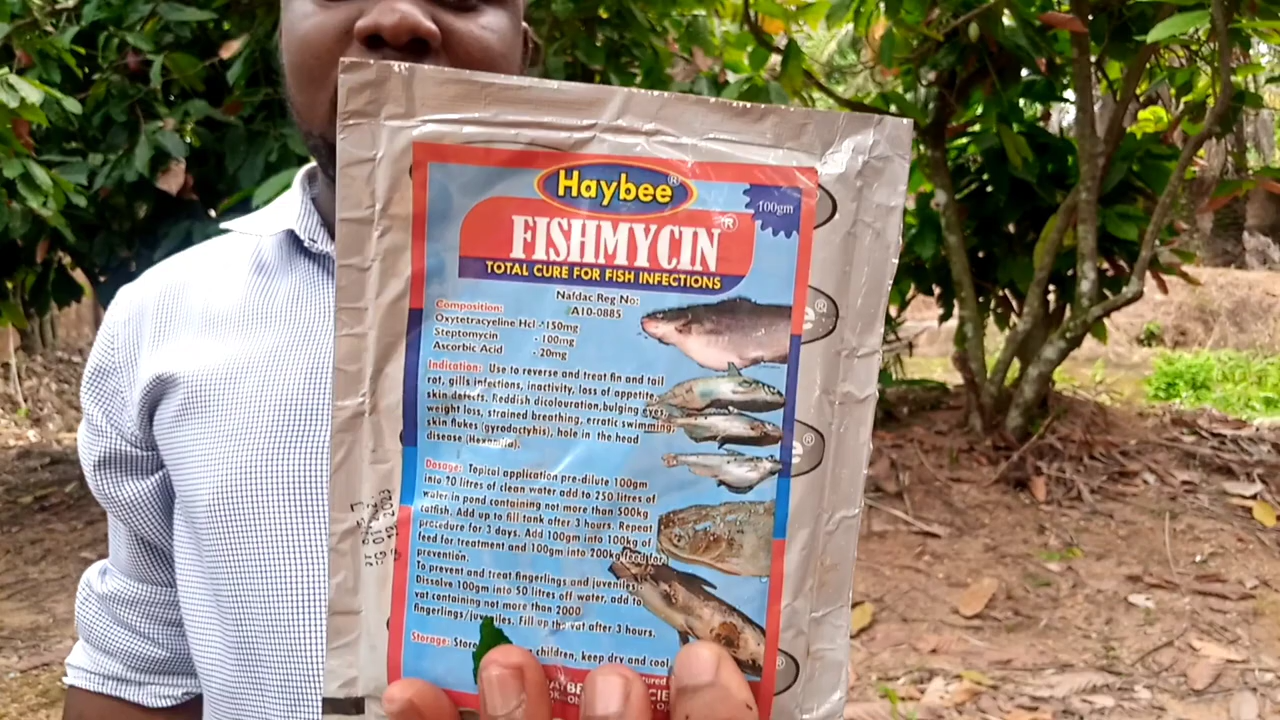 Haybee®
100gm
FISHMYCIN®
TOTAL CURE FOR FISH INFECTIONS
Nafdac Reg No:
A10-0885
Composition:
Oxytetracyeline Hcl - 150mg
Steptomycin - 100mg
Ascorbic Acid - 20mg
Indication: Use to reverse and treat fin and tail
rot, gills infections, inactivity, loss of appetite,
skin defects. Reddish dicolouration,bulging eyes,
weight loss, strained breathing, erratic swimming,
skin flukes (gyrodactyhis), hole in the head
disease (Hexamita).
Dosage: Topical application pre-dilute 100gm
into 20 litres of clean water add to 250 litres of
water in pond containing not more than 500kg
catfish. Add up to fill tank after 3 hours. Repeat
procedure for 3 days. Add 100gm into 100kg of
feed for treatment and 100gm into 200kg feed for
prevention.
To prevent and treat fingerlings and juveniles -
Dissolve 100gm into 50 litres off water, add to
vat containing not more than 2000
fingerlings/juveniles. Fill up the vat after 3 hours.
Storage: Store children, keep dry and cool
12 2023